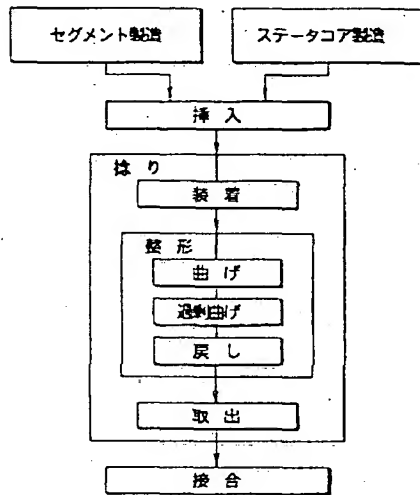 セグメント製造
ステータコア製造
挿入
捻り
装着
整形
曲げ
過剰曲げ
戻し
取出
接合